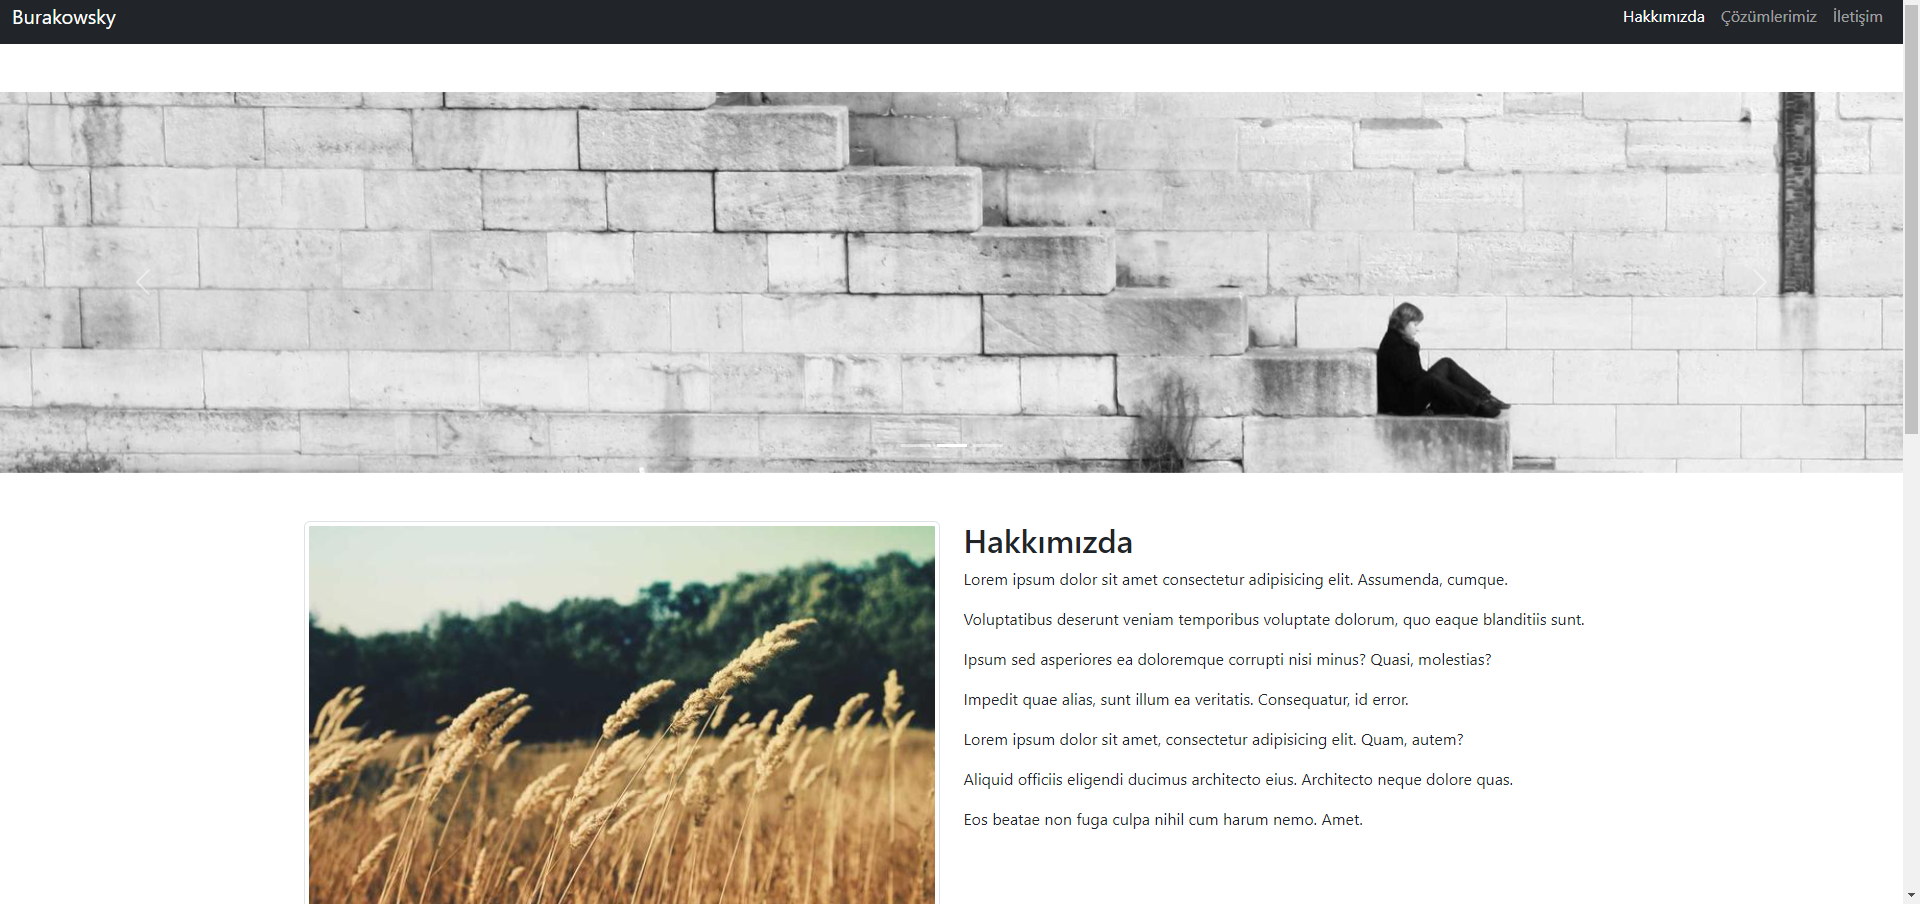 Burakowsky
Hakkımızda Çözümlerimiz İletişim
Hakkımızda
Lorem ipsum dolor sit amet consectetur adipisicing elit. Assumenda, cumque.
Voluptatibus deserunt veniam temporibus voluptate dolorum, quo eaque blanditiis sunt.
Ipsum sed asperiores ea doloremque corrupti nisi minus? Quasi, molestias?
Impedit quae alias, sunt illum ea veritatis. Consequatur, id error.
Lorem ipsum dolor sit amet, consectetur adipisicing elit. Quam, autem?
Aliquid officiis eligendi ducimus architecto eius. Architecto neque dolore quas.
Eos beatae non fuga culpa nihil cum harum nemo. Amet.